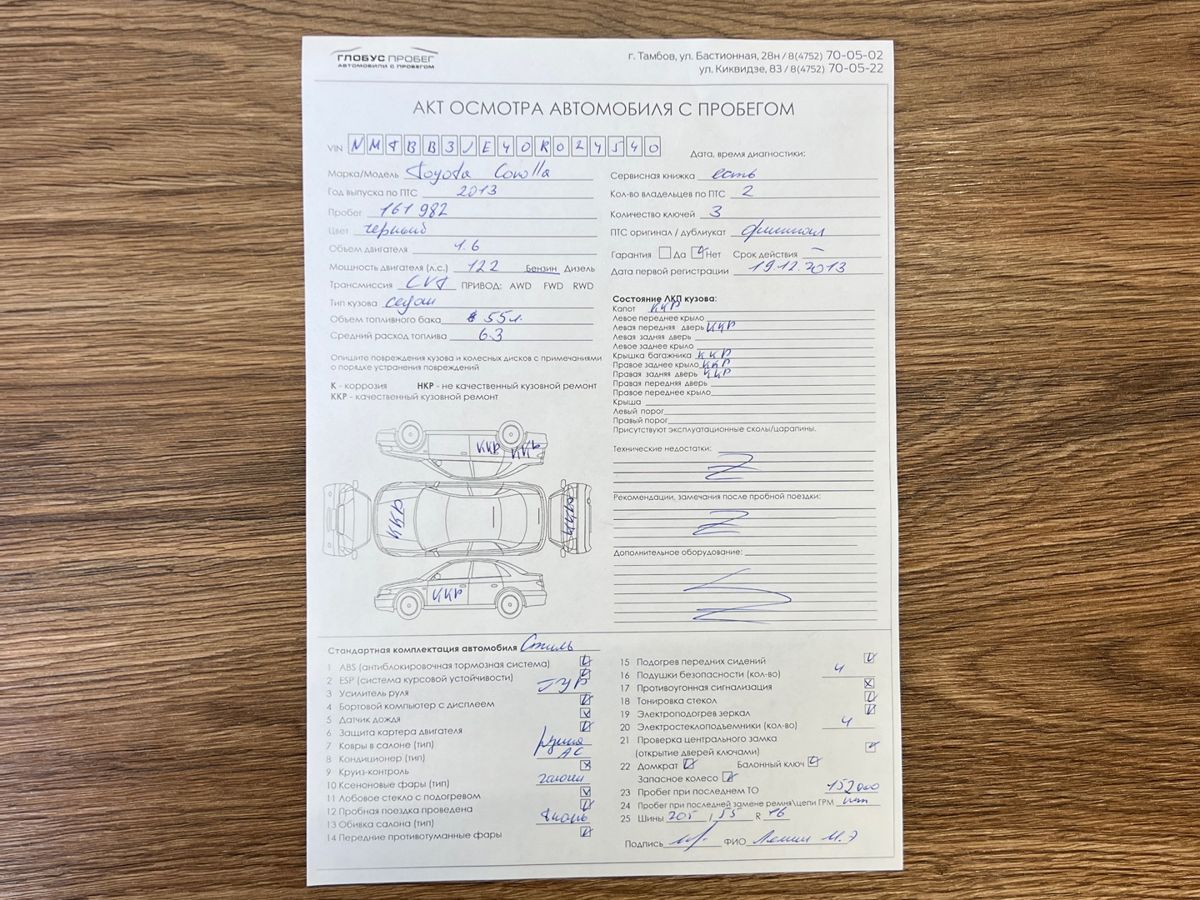 ГЛОБУС ПРОБЕГ
АВТОМОБИЛИ С ПРОБЕГОМ
г. Тамбов, ул. Бастионная, 28н / 8(4752) 70-05-02
ул. Киквидзе, 83 / 8(4752) 70-05-22
АКТ ОСМОТРА АВТОМОБИЛЯ С ПРОБЕГОМ
VIN NMTBB3JE40R024540
Марка/Модель Toyota Corolla
Год выпуска по ПТС 2013
Пробег 161 982
Цвет черный
Объем двигателя 1.6
Мощность двигателя (л.с.) 122 Бензин Дизель
Трансмиссия CVT ПРИВОД: AWD FWD RWD
Тип кузова седан
Объем топливного бака 55л.
Средний расход топлива 6.3
Опишите повреждения кузова и колесных дисков с примечаниями
о порядке устранения повреждений
К - коррозия НКР - не качественный кузовной ремонт
ККР - качественный кузовной ремонт
ККР ККР
ККР
ККР
ККР
Дата, время диагностики:
Сервисная книжка есть
Кол-во владельцев по ПТС 2
Количество ключей 3
ПТС оригинал / дубликат
Гарантия Да Нет Срок действия –
Дата первой регистрации 19.12.2013
Состояние ЛКП кузова:
Капот ККР
Левое переднее крыло
Левая передняя дверь ККР
Левая задняя дверь
Левое заднее крыло
Крышка багажника ККР
Правое заднее крыло ККР
Правая задняя дверь ККР
Правая передняя дверь
Правое переднее крыло
Крыша
Левый порог
Правый порог
Присутствуют эксплуатационные сколы/царапины.
Технические недостатки:
Рекомендации, замечания после пробной поездки:
Дополнительное оборудование:
Стандартная комплектация автомобиля Стиль
1 ABS (антиблокировочная тормозная система)
2 ESP (система курсовой устойчивости)
3 Усилитель руля ГУР
4 Бортовой компьютер с дисплеем
5 Датчик дождя
6 Защита картера двигателя
7 Ковры в салоне (тип) резина
8 Кондиционер (тип) АС
9 Круиз-контроль
10 Ксеноновые фары (тип) галоген
11 Лобовое стекло с подогревом
12 Пробная поездка проведена
13 Обивка салона (тип) ткань
14 Передние противотуманные фары
15 Подогрев передних сидений
16 Подушки безопасности (кол-во) 4
17 Противоугонная сигнализация
18 Тонировка стекол
19 Электроподогрев зеркал
20 Электростеклоподъемники (кол-во) 4
21 Проверка центрального замка
(открытие дверей ключами)
22 Домкрат Балонный ключ
Запасное колесо
23 Пробег при последнем ТО 152000
24 Пробег при последней замене ремня\цепи ГРМ нет
25 Шины 205 / 55 R 16
Подпись ФИО